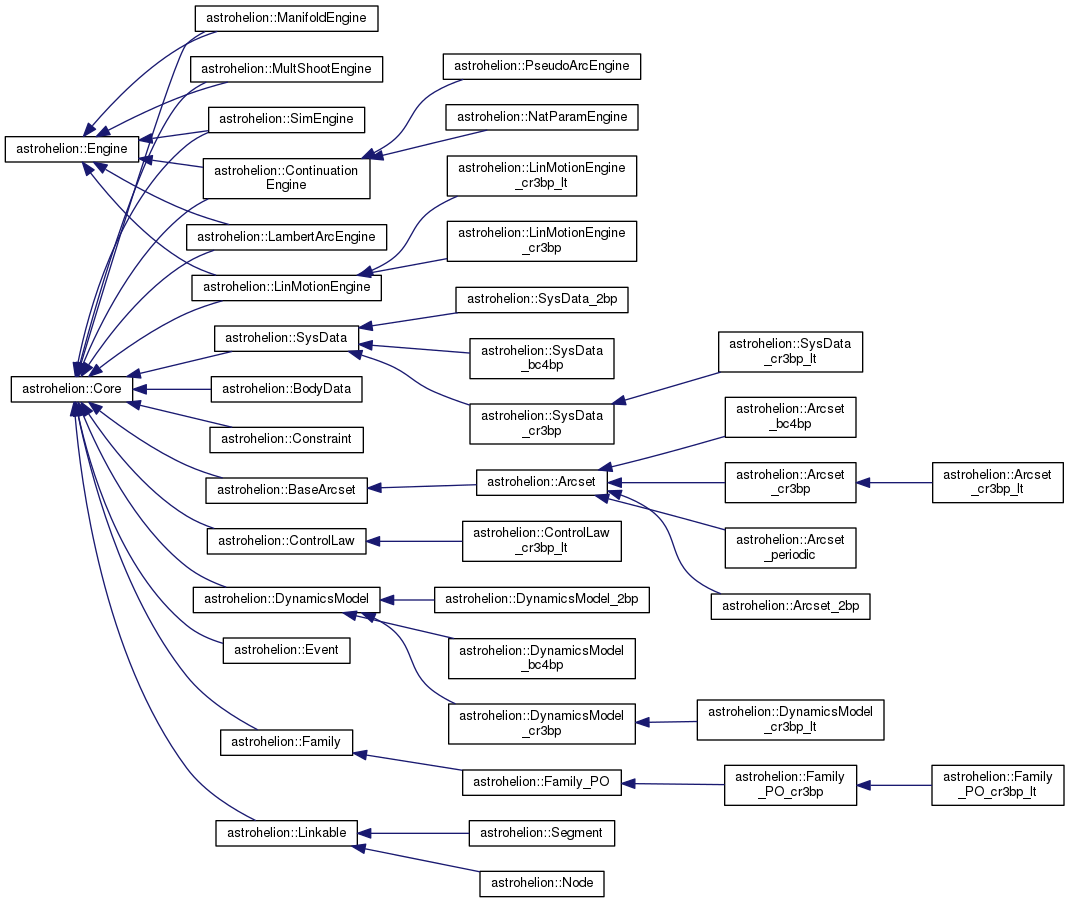 astrohelion::ManifoldEngine
astrohelion::MultShootEngine
astrohelion::PseudoArcEngine
astrohelion::SimEngine
astrohelion::NatParamEngine
astrohelion::Engine
astrohelion::Continuation
Engine
astrohelion::LinMotionEngine
_cr3bp_lt
astrohelion::LambertArcEngine
astrohelion::LinMotionEngine
_cr3bp
astrohelion::LinMotionEngine
astrohelion::SysData_2bp
astrohelion::SysData
astrohelion::SysData
_bc4bp
astrohelion::SysData
_cr3bp_lt
astrohelion::Core
astrohelion::BodyData
astrohelion::SysData
_cr3bp
astrohelion::Arcset
_bc4bp
astrohelion::Constraint
astrohelion::BaseArcset
astrohelion::Arcset
astrohelion::Arcset
_cr3bp
astrohelion::Arcset
_cr3bp_lt
astrohelion::ControlLaw
astrohelion::ControlLaw
_cr3bp_lt
astrohelion::Arcset
_periodic
astrohelion::DynamicsModel
astrohelion::DynamicsModel_2bp
astrohelion::Arcset_2bp
astrohelion::Event
astrohelion::DynamicsModel
_bc4bp
astrohelion::DynamicsModel
_cr3bp
astrohelion::DynamicsModel
_cr3bp_lt
astrohelion::Family
astrohelion::Family_PO
astrohelion::Family
_PO_cr3bp
astrohelion::Family
_PO_cr3bp_lt
astrohelion::Linkable
astrohelion::Segment
astrohelion::Node